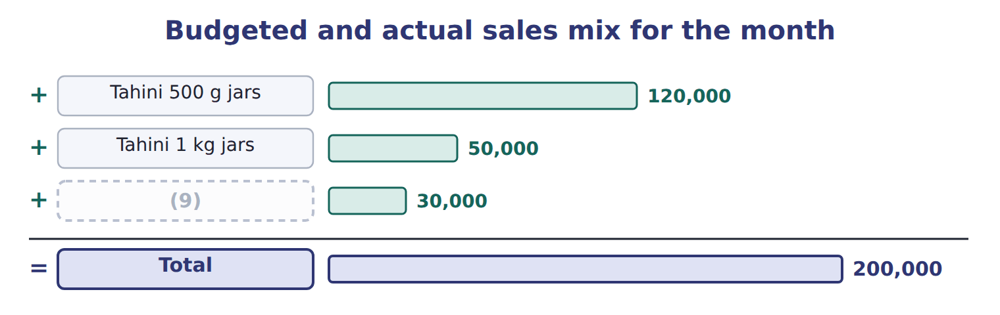 Budgeted and actual sales mix for the month
+ Tahini 500 g jars 120,000
+ Tahini 1 kg jars 50,000
+ (9) 30,000
= Total 200,000